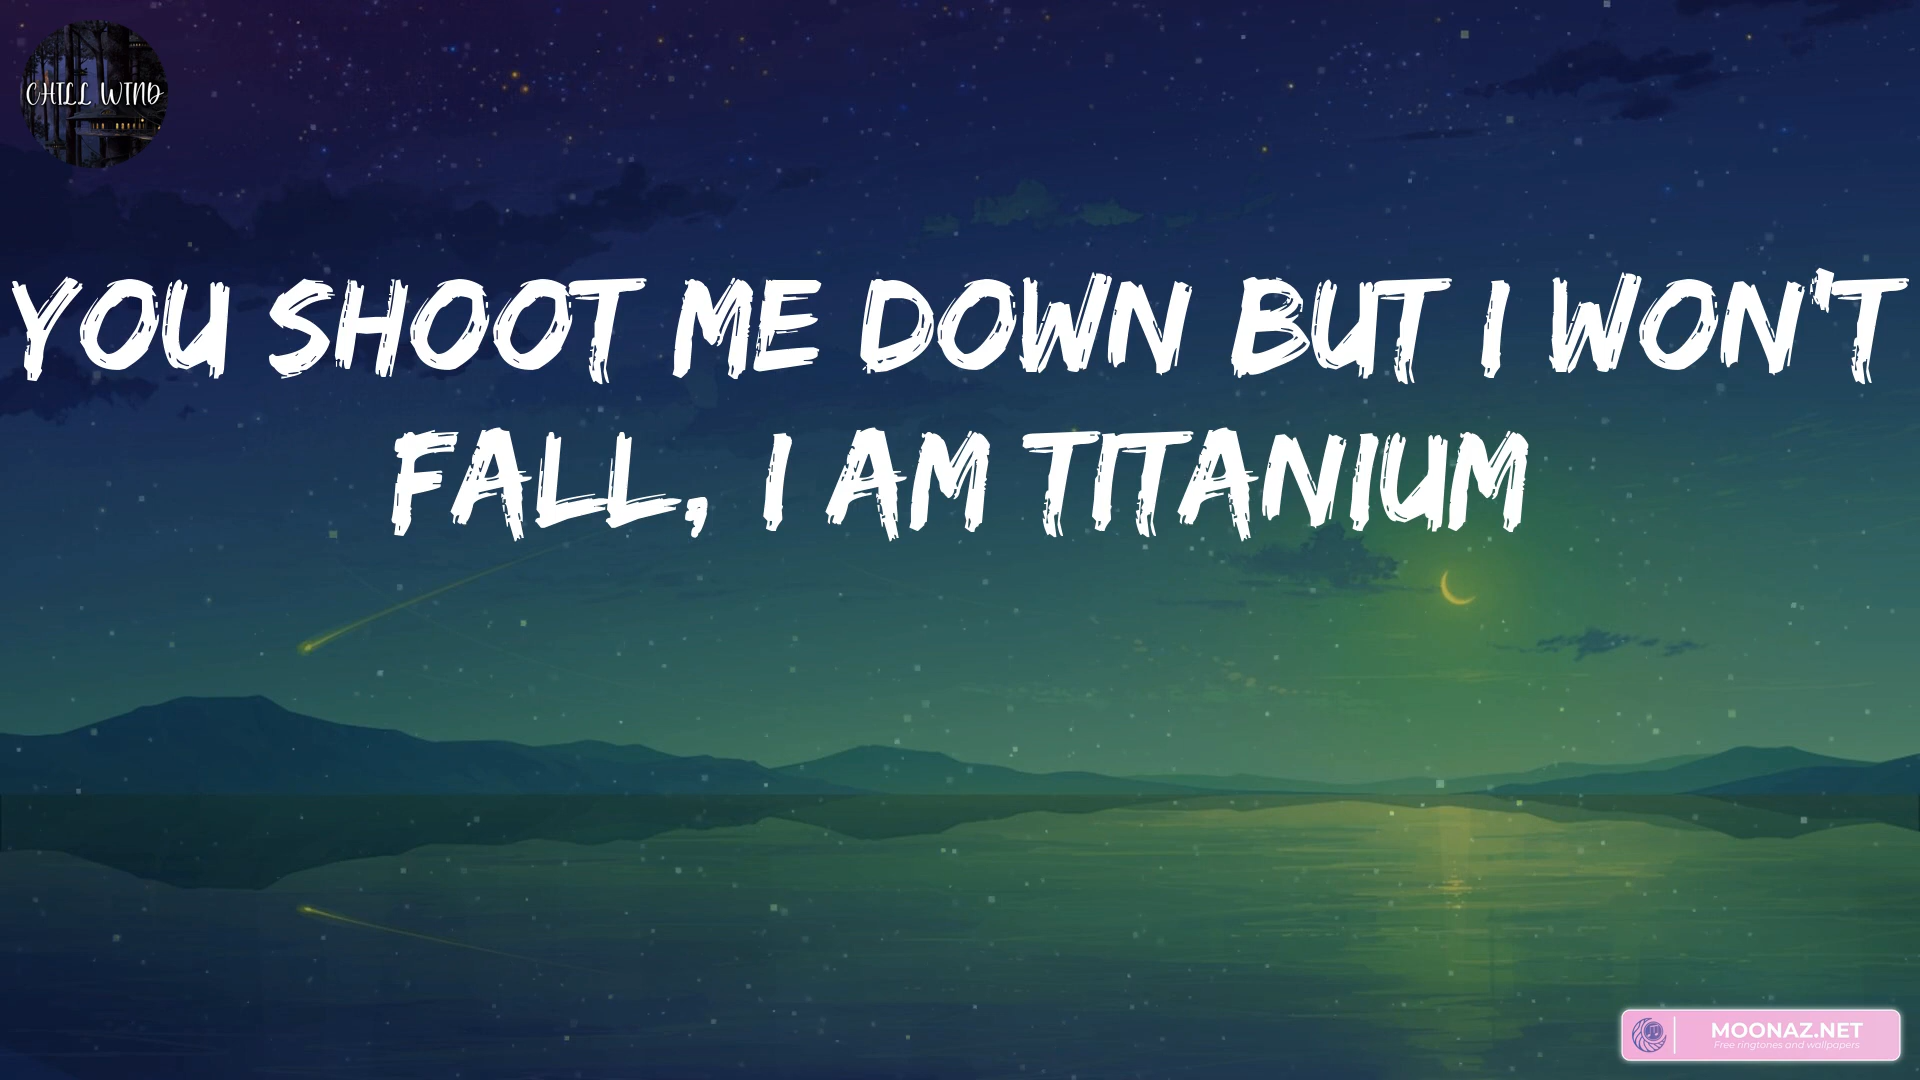 CHILL WIND
YOU SHOOT ME DOWN BUT I WON'T
FALL, I AM TITANIUM
MOONAZ.NET
Free ringtones and wallpapers